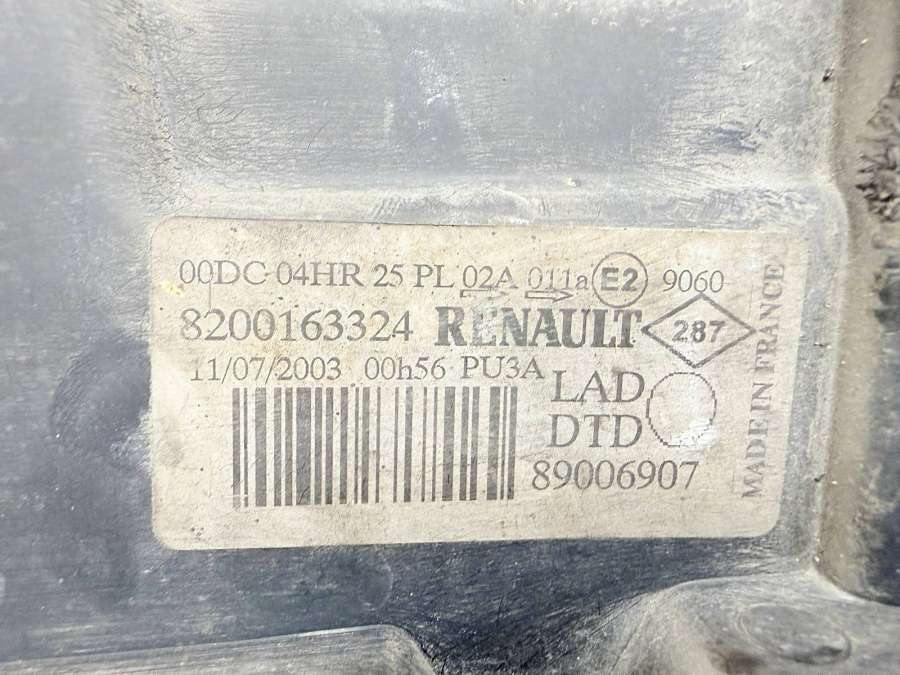 00DC 04HR 25 PL 02A 011a E2 9060
8200163324 RENAULT 287
11/07/2003 00h56 PU3A
LAD
DTD
89006907
MADE IN FRANCE